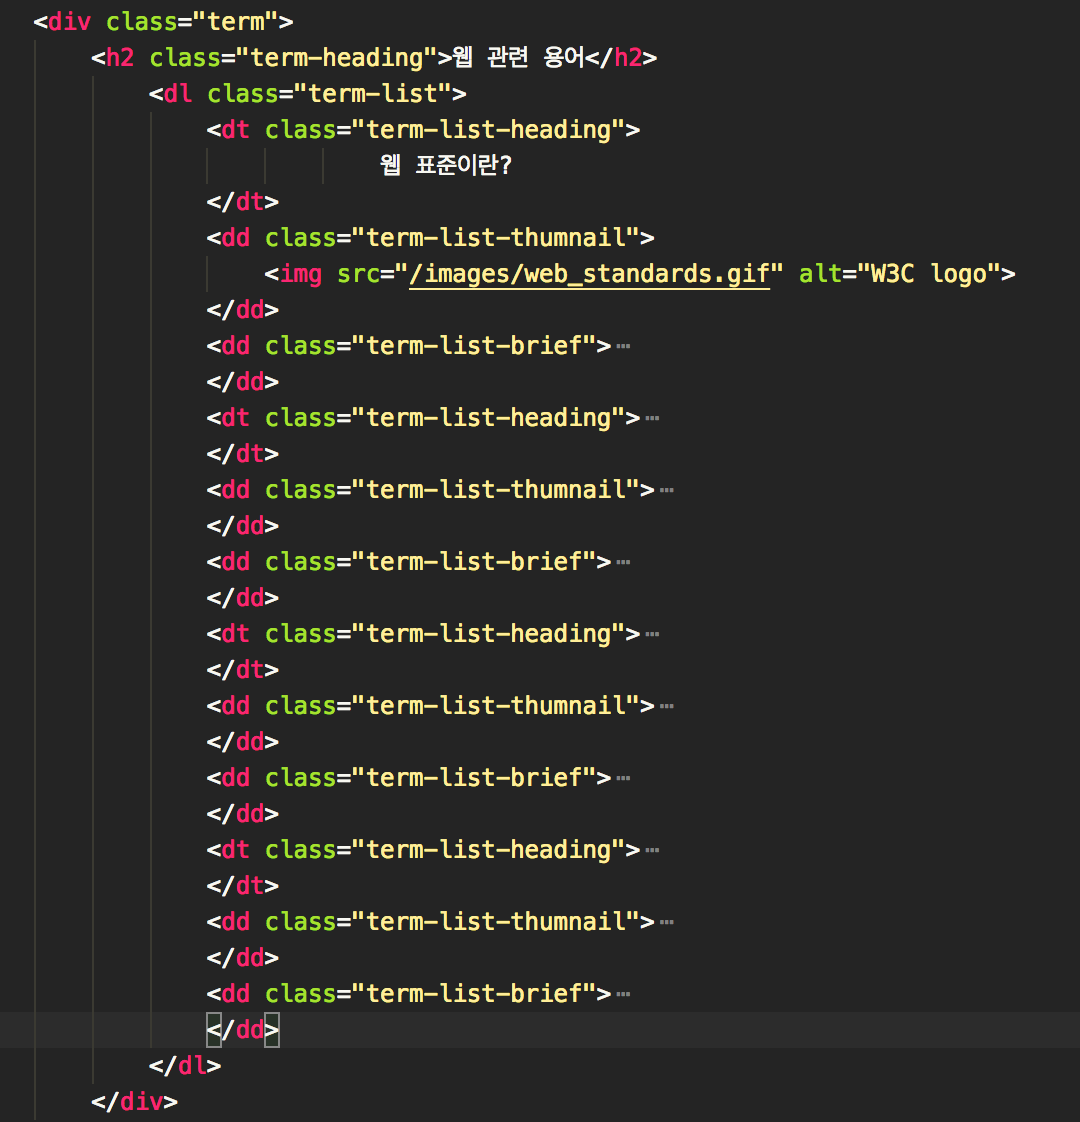 <div class="term">
<h2 class="term-heading">웹 관련 용어</h2>
<dl class="term-list">
<dt class="term-list-heading">
웹 표준이란?
</dt>
<dd class="term-list-thumnail">
<img src="/images/web_standards.gif" alt="W3C logo">
</dd>
<dd class="term-list-brief">⋯
</dd>
<dt class="term-list-heading">⋯
</dt>
<dd class="term-list-thumnail">⋯
</dd>
<dd class="term-list-brief">⋯
</dd>
<dt class="term-list-heading">⋯
</dt>
<dd class="term-list-thumnail">⋯
</dd>
<dd class="term-list-brief">⋯
</dd>
<dt class="term-list-heading">⋯
</dt>
<dd class="term-list-thumnail">⋯
</dd>
<dd class="term-list-brief">⋯
</dd>
</dl>
</div>